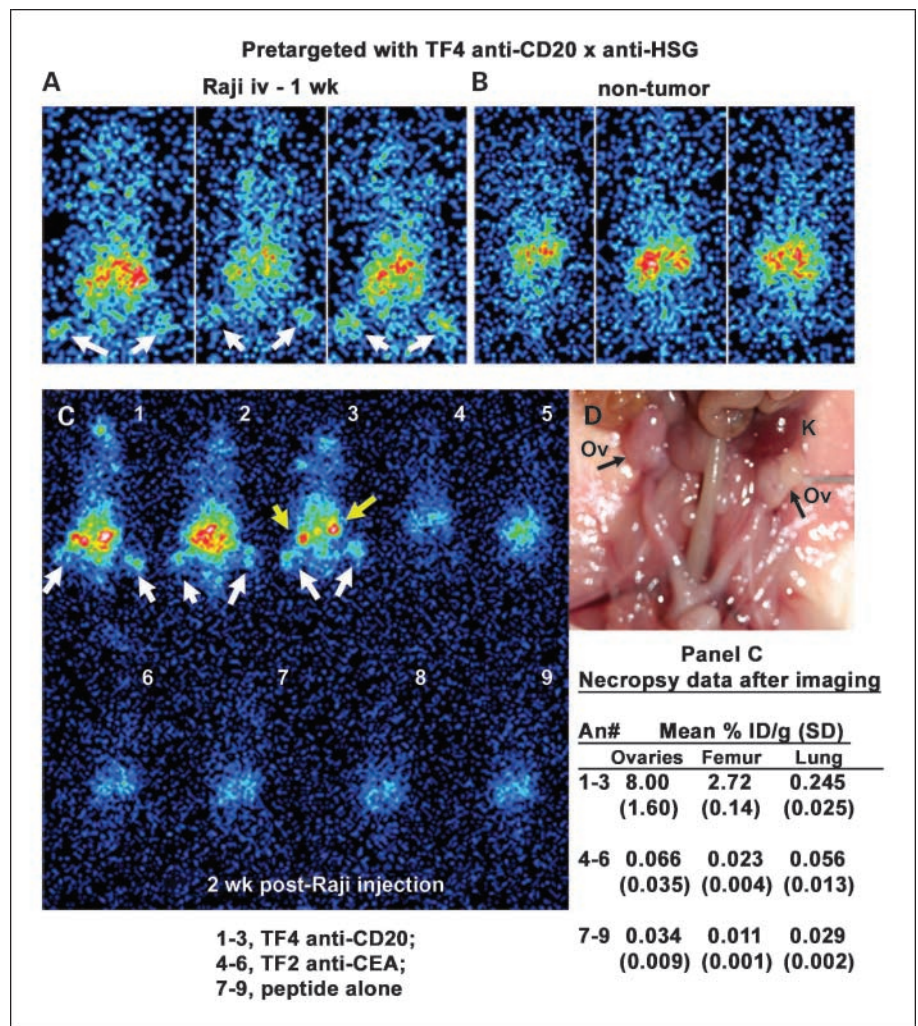 Pretargeted with TF4 anti-CD20 x anti-HSG
A
Raji iv - 1 wk
B
non-tumor
C
1
2
3
4
5
6
7
8
9
2 wk post-Raji injection
1-3, TF4 anti-CD20;
4-6, TF2 anti-CEA;
7-9, peptide alone
D
K
Ov
Ov
Panel C
Necropsy data after imaging
An# Mean % ID/g (SD)
Ovaries Femur Lung
1-3 8.00 2.72 0.245
(1.60) (0.14) (0.025)
4-6 0.066 0.023 0.056
(0.035) (0.004) (0.013)
7-9 0.034 0.011 0.029
(0.009) (0.001) (0.002)